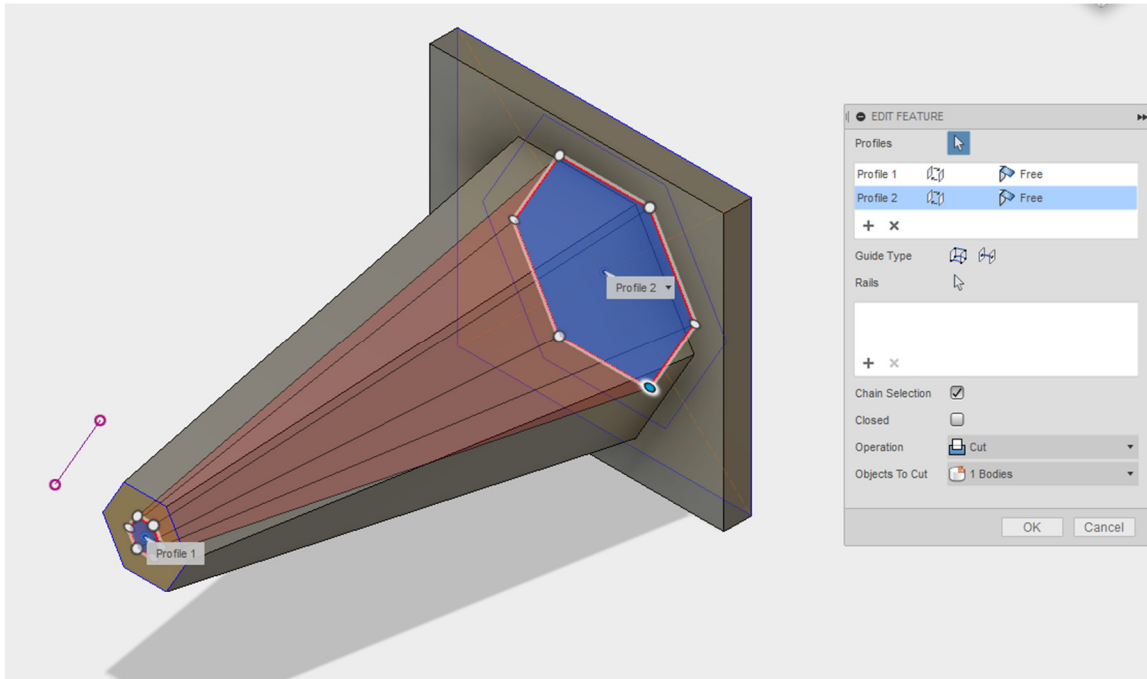 EDIT FEATURE
Profiles
Profile 1 Free
Profile 2 Free
Guide Type
Rails
Chain Selection
Closed
Operation Cut
Objects To Cut 1 Bodies
OK Cancel
Profile 2
Profile 1